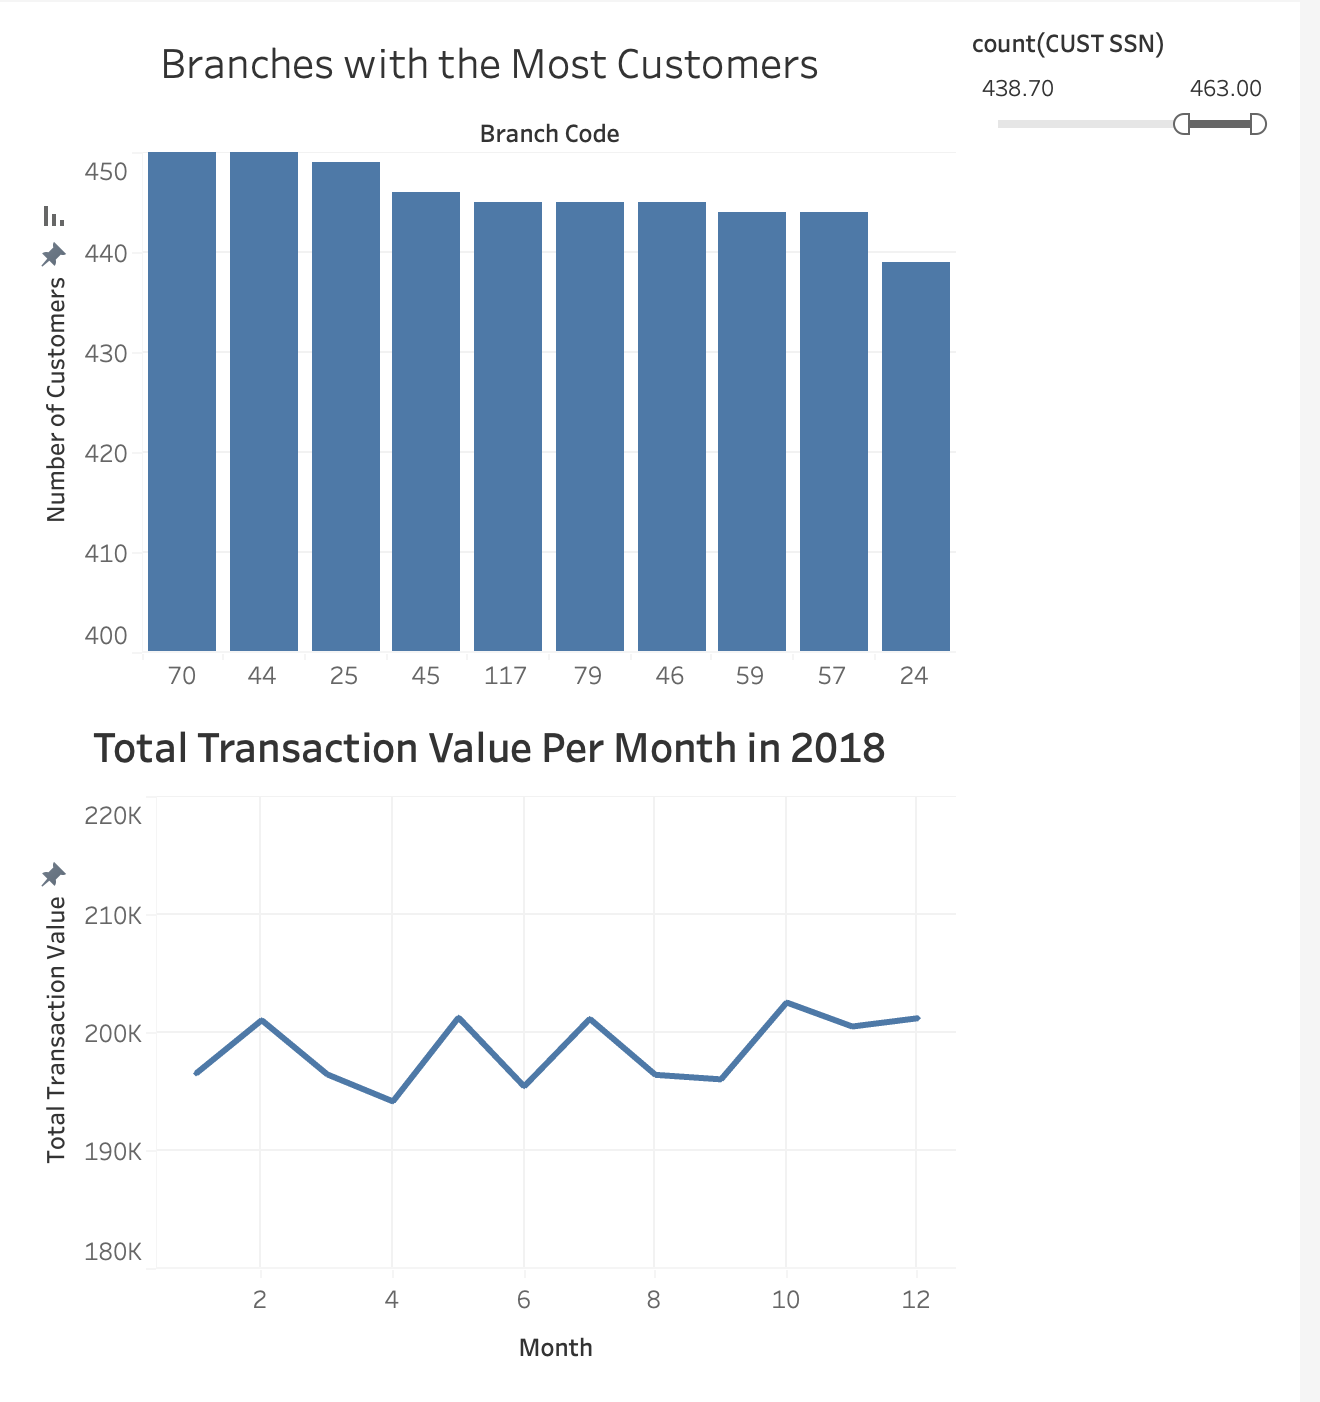 Branches with the Most Customers
count(CUST SSN)
438.70 463.00
Branch Code
450
440
430
420
410
400
Number of Customers
70 44 25 45 117 79 46 59 57 24
Total Transaction Value Per Month in 2018
220K
210K
200K
190K
180K
Total Transaction Value
2 4 6 8 10 12
Month